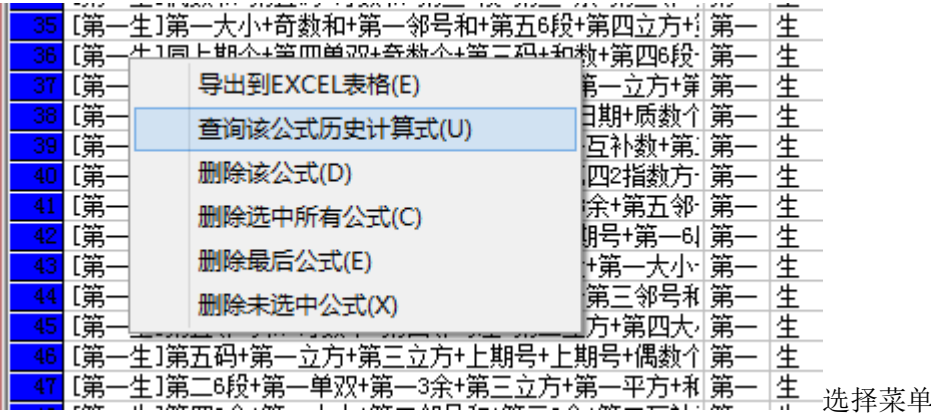 35 [第一生]第一大小+奇数和+第一邻号和+第五6段+第四立方+ 第一 生
36 [第一生]同上期个+第四单双+奇数个+第三码+和数+第四6段- 第一 生
37 [第一 第一立方+第 第一 生
38 [第一 日期+质数个 第一 生
39 [第一 互补数+第 第一 生
40 [第一 四2指数方 第一 生
41 [第一 余+第五邻 第一 生
42 [第一 期号+第一6 第一 生
43 [第一 +第一大小 第一 生
44 [第一 第三邻号和 第一 生
45 [第一 方+第四大 第一 生
46 [第一生]第五码+第一立方+第三立方+上期号+上期号+偶数个 第一 生
47 [第一生]第二6段+第一单双+第一3余+第三立方+第一平方+和 第一 生
导出到EXCEL表格(E)
查询该公式历史计算式(U)
删除该公式(D)
删除选中所有公式(C)
删除最后公式(E)
删除未选中公式(X)
选择菜单